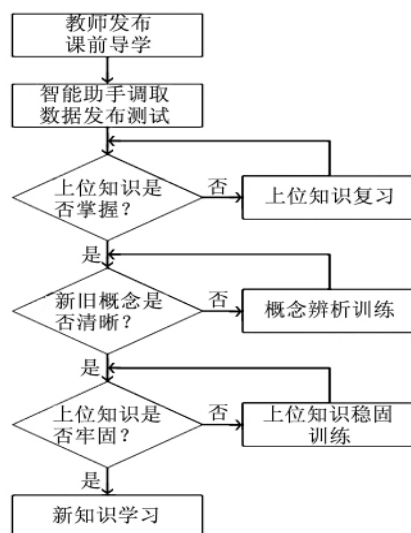 教师发布
课前导学
智能助手调取
数据发布测试
上位知识是
否掌握?
否
上位知识复习
是
新旧概念是
否清晰?
否
概念辨析训练
是
上位知识是
否牢固?
否
上位知识稳固
训练
是
新知识学习